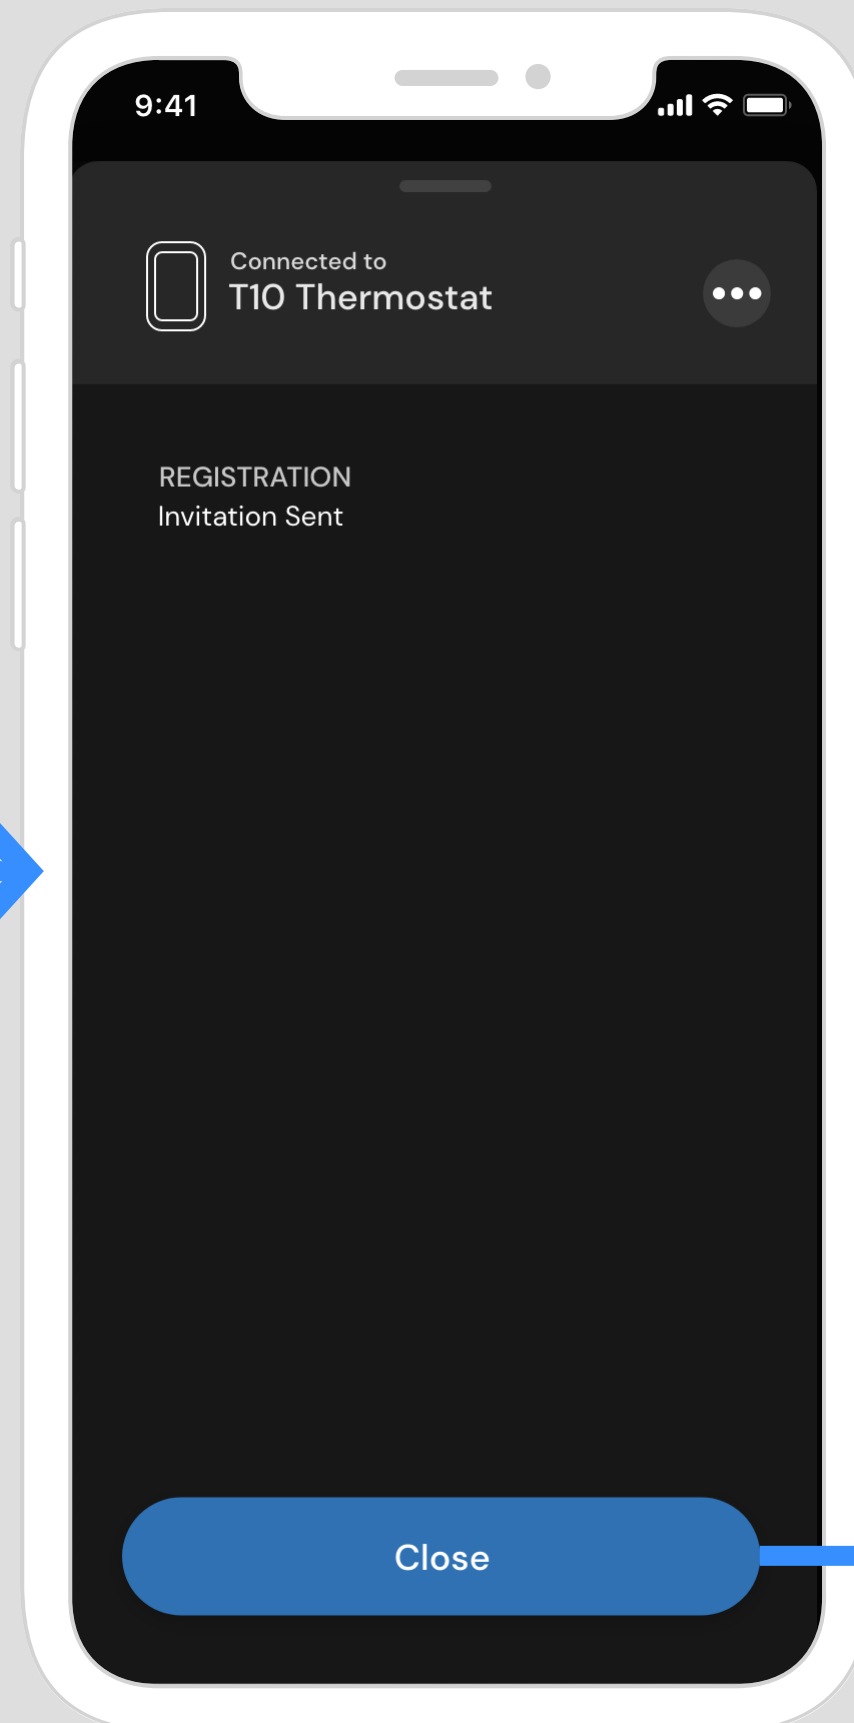 9:41
Connected to
T10 Thermostat
REGISTRATION
Invitation Sent
Close